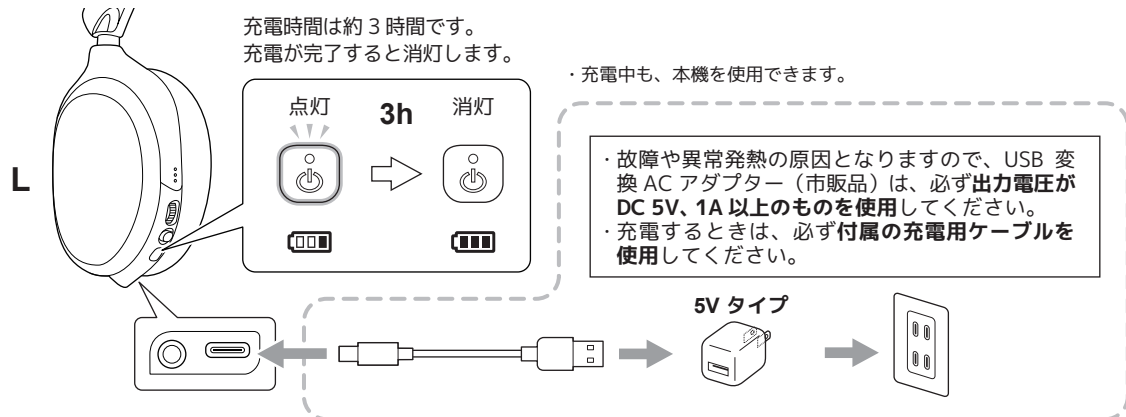 充電時間は約 3 時間です。
充電が完了すると消灯します。
・充電中も、本機を使用できます。
点灯
3h
消灯
L
・故障や異常発熱の原因となりますので、USB 変
換 AC アダプター（市販品）は、必ず出力電圧が
DC 5V、1A 以上のものを使用してください。
・充電するときは、必ず付属の充電用ケーブルを
使用してください。
5V タイプ